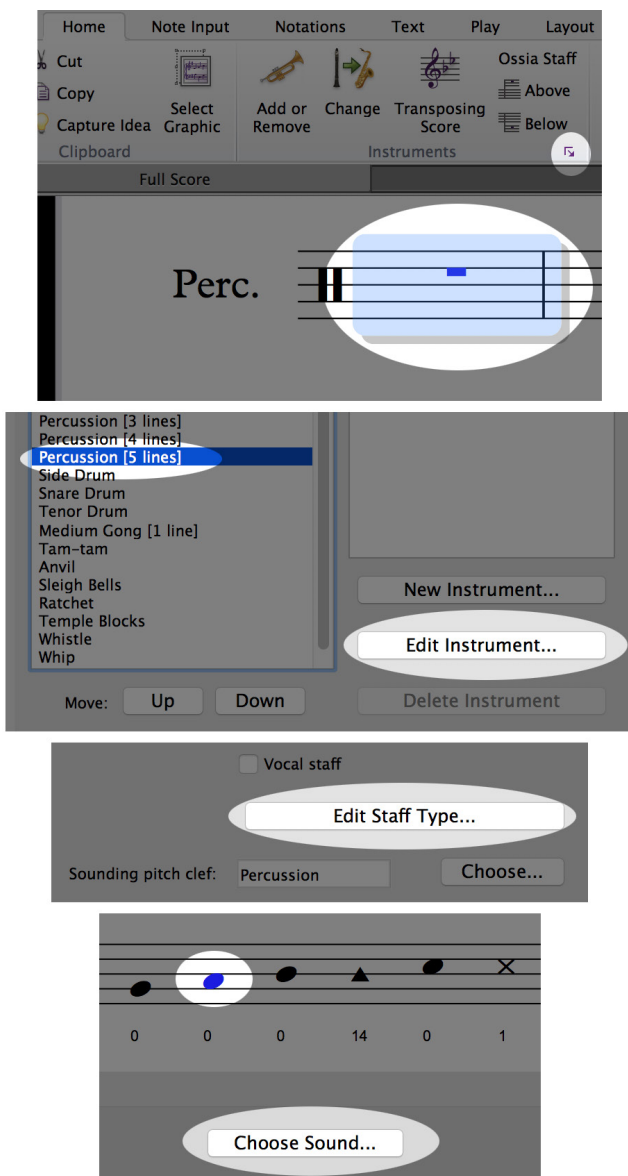 Home Note Input Notations Text Play Layout
Cut
Copy
Capture Idea
Select
Graphic
Add or
Remove
Change
Transposing
Score
Ossia Staff
Above
Below
Clipboard
Instruments
Full Score
Perc.
Percussion [3 lines]
Percussion [4 lines]
Percussion [5 lines]
Side Drum
Snare Drum
Tenor Drum
Medium Gong [1 line]
Tam-tam
Anvil
Sleigh Bells
Ratchet
Temple Blocks
Whistle
Whip
New Instrument...
Edit Instrument...
Move: Up Down
Delete Instrument
Vocal staff
Edit Staff Type...
Sounding pitch clef: Percussion Choose...
0 0 0 14 0 1
Choose Sound...